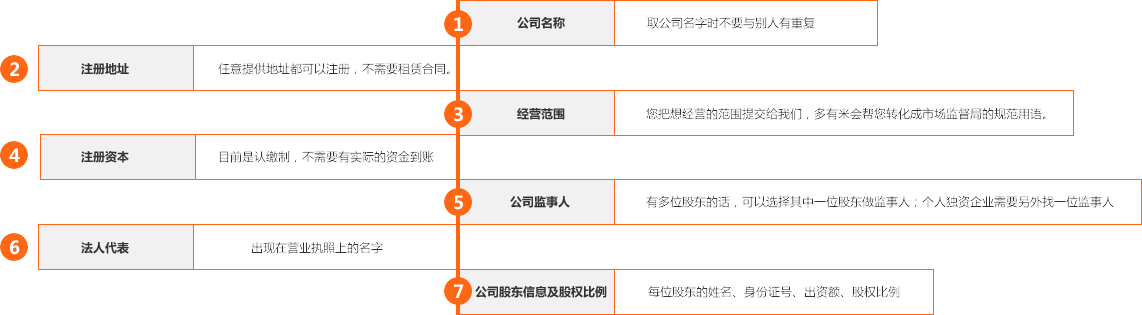 1 公司名称 取公司名字时不要与别人有重复
2 注册地址 任意提供地址都可以注册，不需要租赁合同。
3 经营范围 您把想经营的范围提交给我们，多有米会帮您转化成市场监督局的规范用语。
4 注册资本 目前是认缴制，不需要有实际的资金到账
5 公司监事人 有多位股东的话，可以选择其中一位股东做监事人；个人独资企业需要另外找一位监事人
6 法人代表 出现在营业执照上的名字
7 公司股东信息及股权比例 每位股东的姓名、身份证号、出资额、股权比例